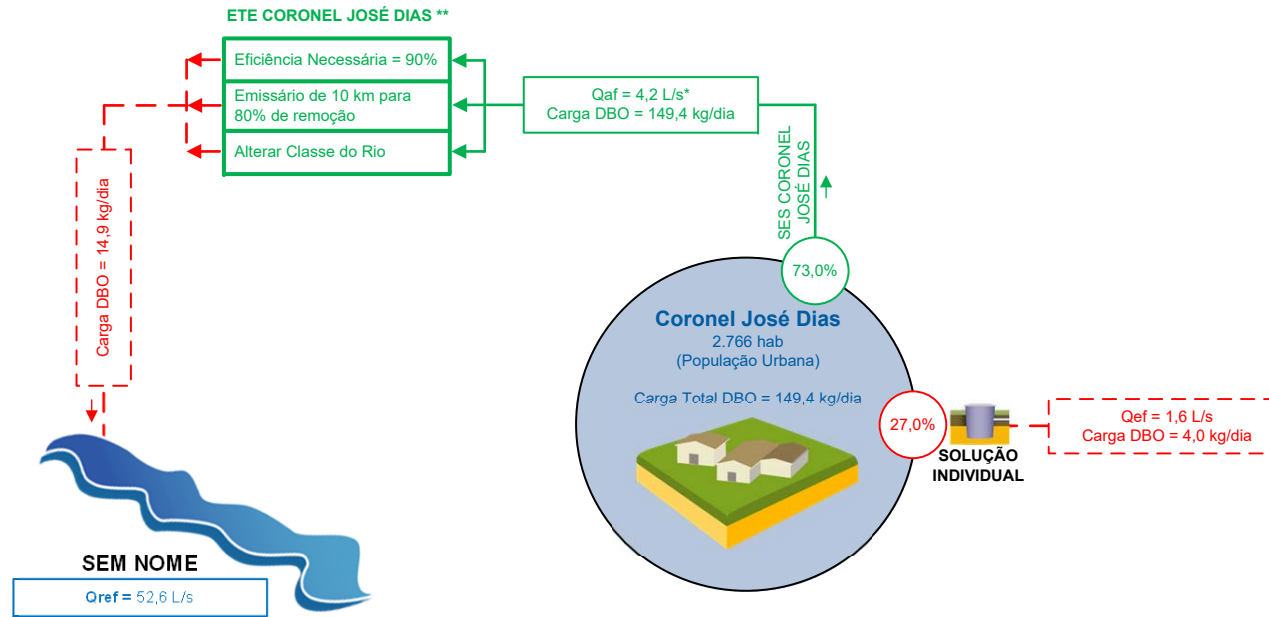 ETE CORONEL JOSÉ DIAS **
Eficiência Necessária = 90%
Emissário de 10 km para
80% de remoção
Alterar Classe do Rio
Qaf = 4,2 L/s*
Carga DBO = 149,4 kg/dia
SES CORONEL
JOSÉ DIAS
73,0%
Carga DBO = 14,9 kg/dia
Coronel José Dias
2.766 hab
(População Urbana)
Carga Total DBO = 149,4 kg/dia
27,0%
SOLUÇÃO
INDIVIDUAL
Qef = 1,6 L/s
Carga DBO = 4,0 kg/dia
SEM NOME
Qref = 52,6 L/s